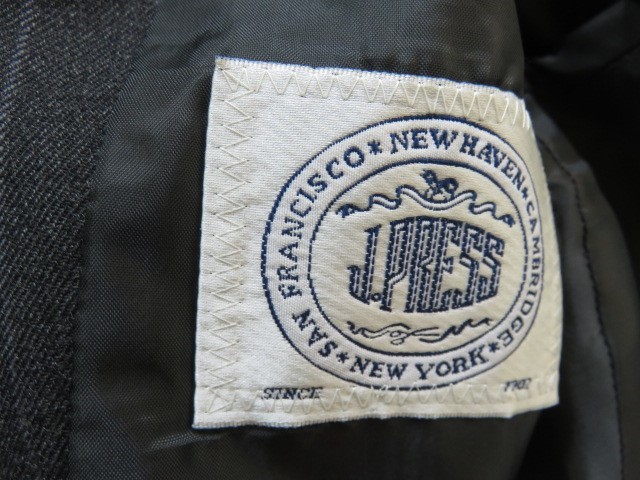 SAN FRANCISCO * NEW HAVEN * CAMBRIDGE * NEW YORK *
J.PRESS
SINCE 1902